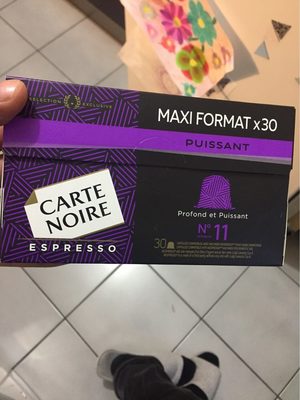 SELECTION EXCLUSIVE
MAXI FORMAT x30
PUISSANT
CARTE
NOIRE
ESPRESSO
Profond et Puissant
N° 11
30